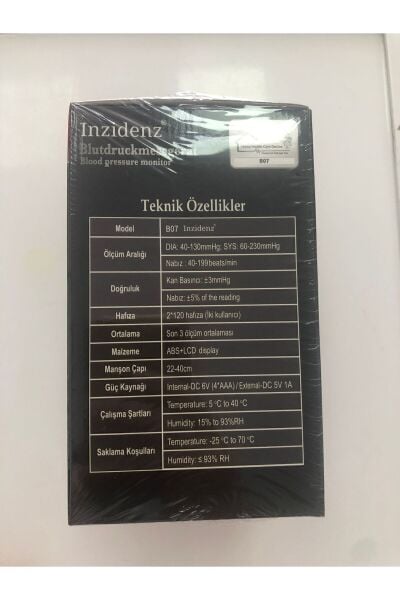 Inzidenz®
Blutdruckmessgerät
Blood pressure monitor
B07
Teknik Özellikler
Model B07 Inzidenz®
Ölçüm Aralığı DIA: 40-130mmHg: SYS: 60-230mmHg
Nabız : 40-199beats/min
Doğruluk Kan Basıncı: ±3mmHg
Nabız: ±5% of the reading
Hafıza 2*120 hafıza (İki kullanıcı)
Ortalama Son 3 ölçüm ortalaması
Malzeme ABS+LCD display
Manşon Çapı 22-40cm
Güç Kaynağı Internal-DC 6V (4*AAA) / External-DC 5V 1A
Çalışma Şartları Temperature: 5 °C to 40 °C
Humidity: 15% to 93%RH
Saklama Koşulları Temperature: -25 °C to 70 °C
Humidity: ≤ 93% RH